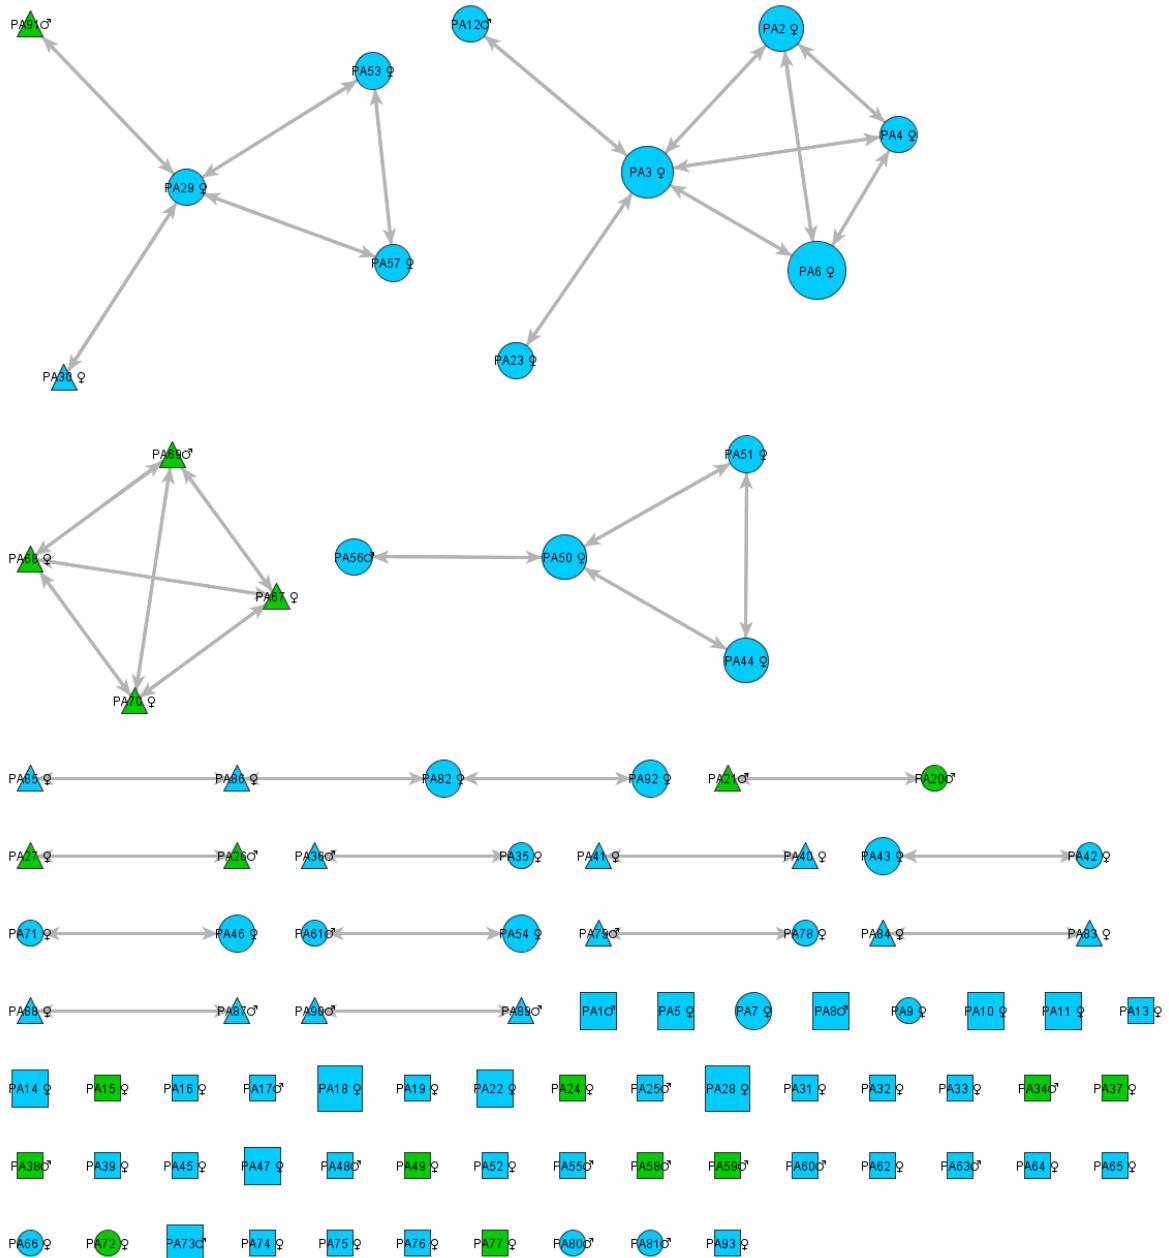 PA91♂ PA12♂ PA2 ♀
PA53 ♀
PA4 ♀
PA3 ♀
PA29 ♀
PA57 ♀ PA6 ♀
PA23 ♀
PA30 ♀
PA69♂ PA51 ♀
PA68 ♀ PA56♂ PA50 ♀
PA67 ♀
PA44 ♀
PA70 ♀
PA85 ♀ PA86 ♀ PA82 ♀ PA92 ♀ PA21♂ PA20♂
PA27 ♀ PA26♂ PA36♂ PA35 ♀ PA41 ♀ PA40 ♀ PA43 ♀ PA42 ♀
PA71 ♀ PA46 ♀ PA61♂ PA54 ♀ PA79♂ PA78 ♀ PA84 ♀ PA83 ♀
PA88 ♀ PA87♂ PA90♂ PA89♂ PA1♂ PA5 ♀ PA7 ♀ PA8♂ PA9 ♀ PA10 ♀ PA11 ♀ PA13 ♀
PA14 ♀ PA15 ♀ PA16 ♀ PA17♂ PA18 ♀ PA19 ♀ PA22 ♀ PA24 ♀ PA25♂ PA28 ♀ PA31 ♀ PA32 ♀ PA33 ♀ PA34♂ PA37 ♀
PA38♂ PA39 ♀ PA45 ♀ PA47 ♀ PA48♂ PA49 ♀ PA52 ♀ PA55♂ PA58♂ PA59♂ PA60♂ PA62 ♀ PA63♂ PA64 ♀ PA65 ♀
PA66 ♀ PA72 ♀ PA73♂ PA74 ♀ PA75 ♀ PA76 ♀ PA77 ♀ PA80♂ PA81♂ PA93 ♀